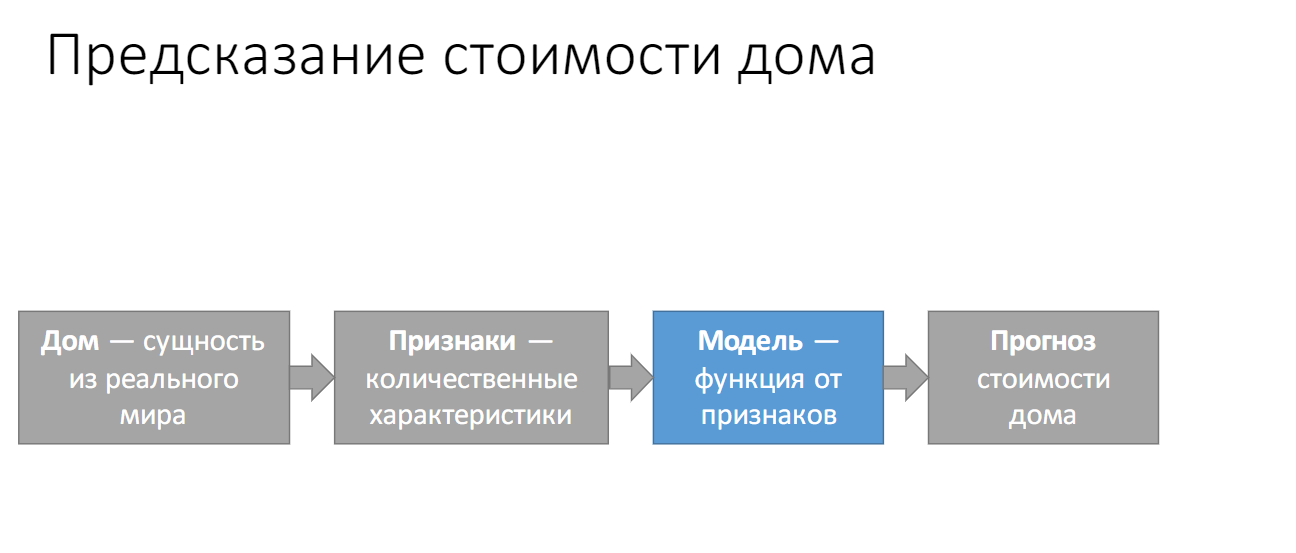 Предсказание стоимости дома
Дом — сущность
из реального
мира
Признаки —
количественные
характеристики
Модель —
функция от
признаков
Прогноз
стоимости
дома